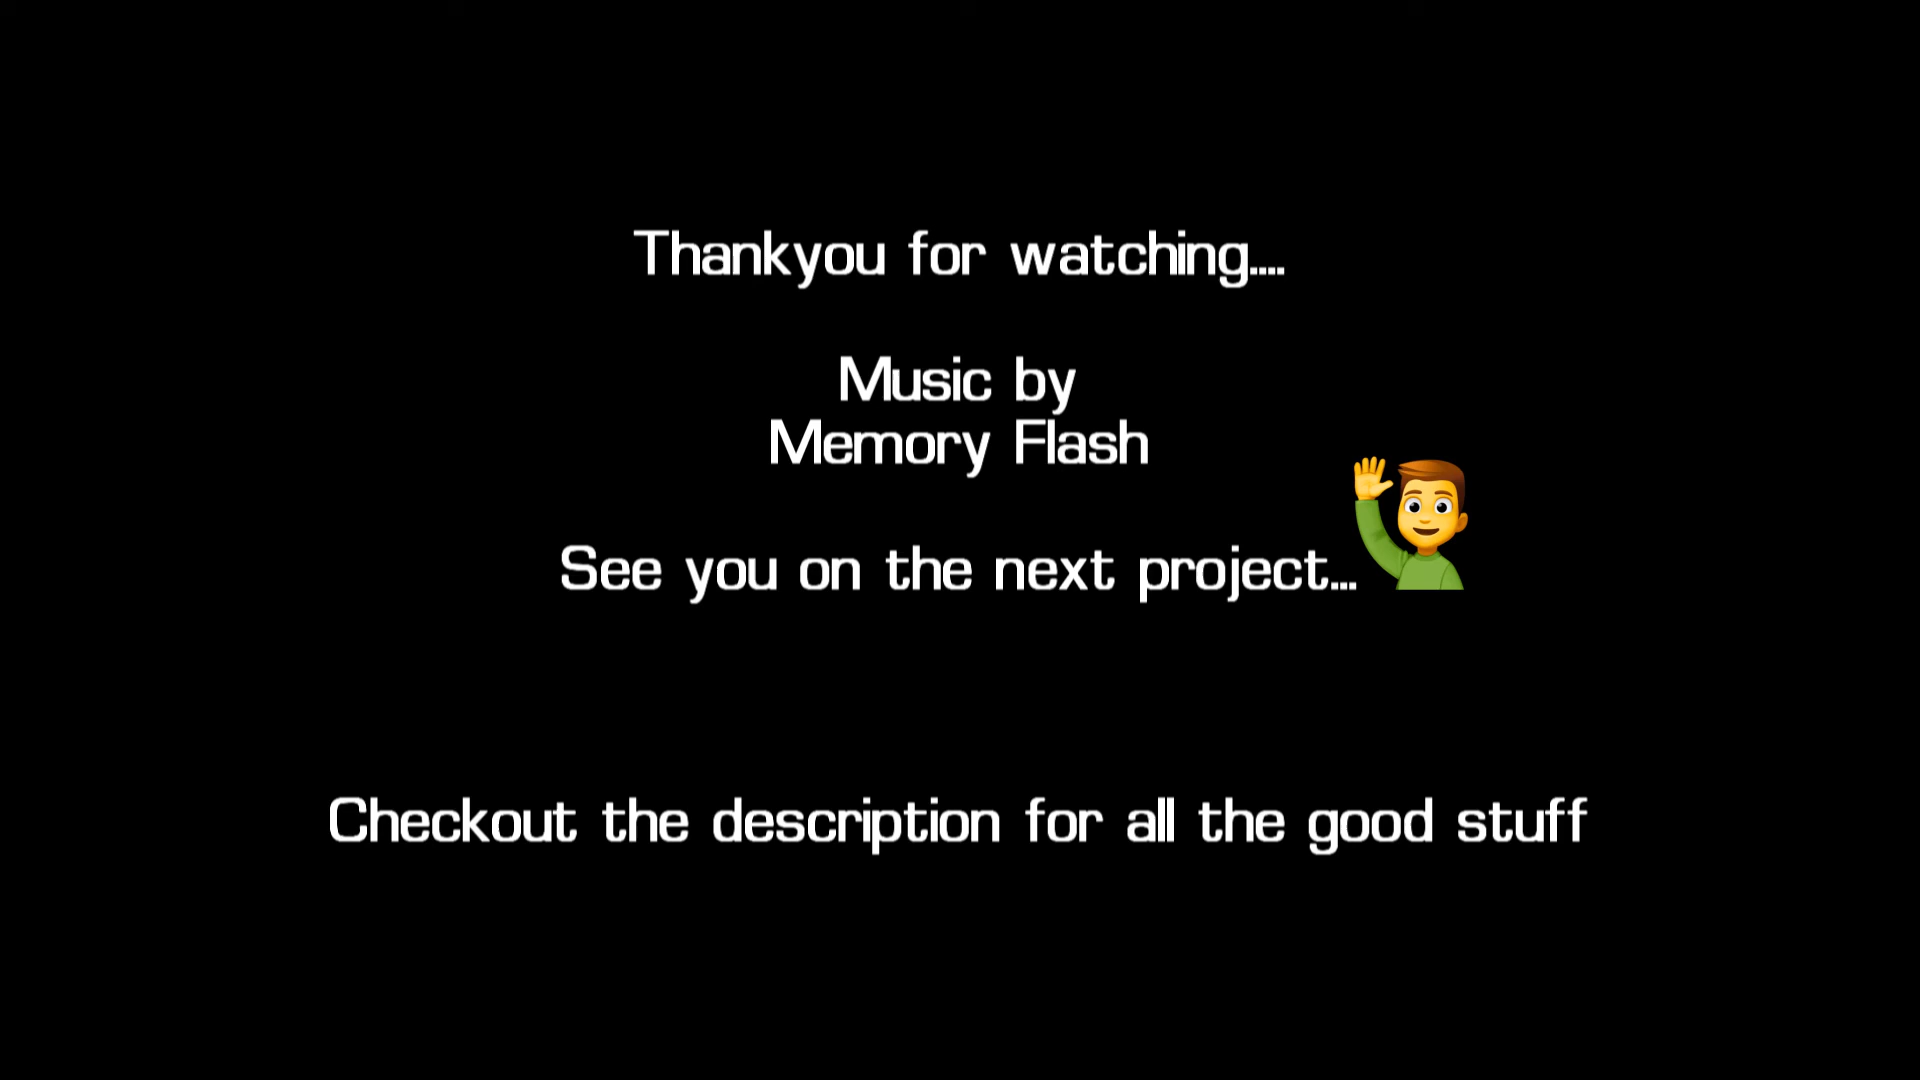 Thankyou for watching....
Music by
Memory Flash
See you on the next project...
Checkout the description for all the good stuff